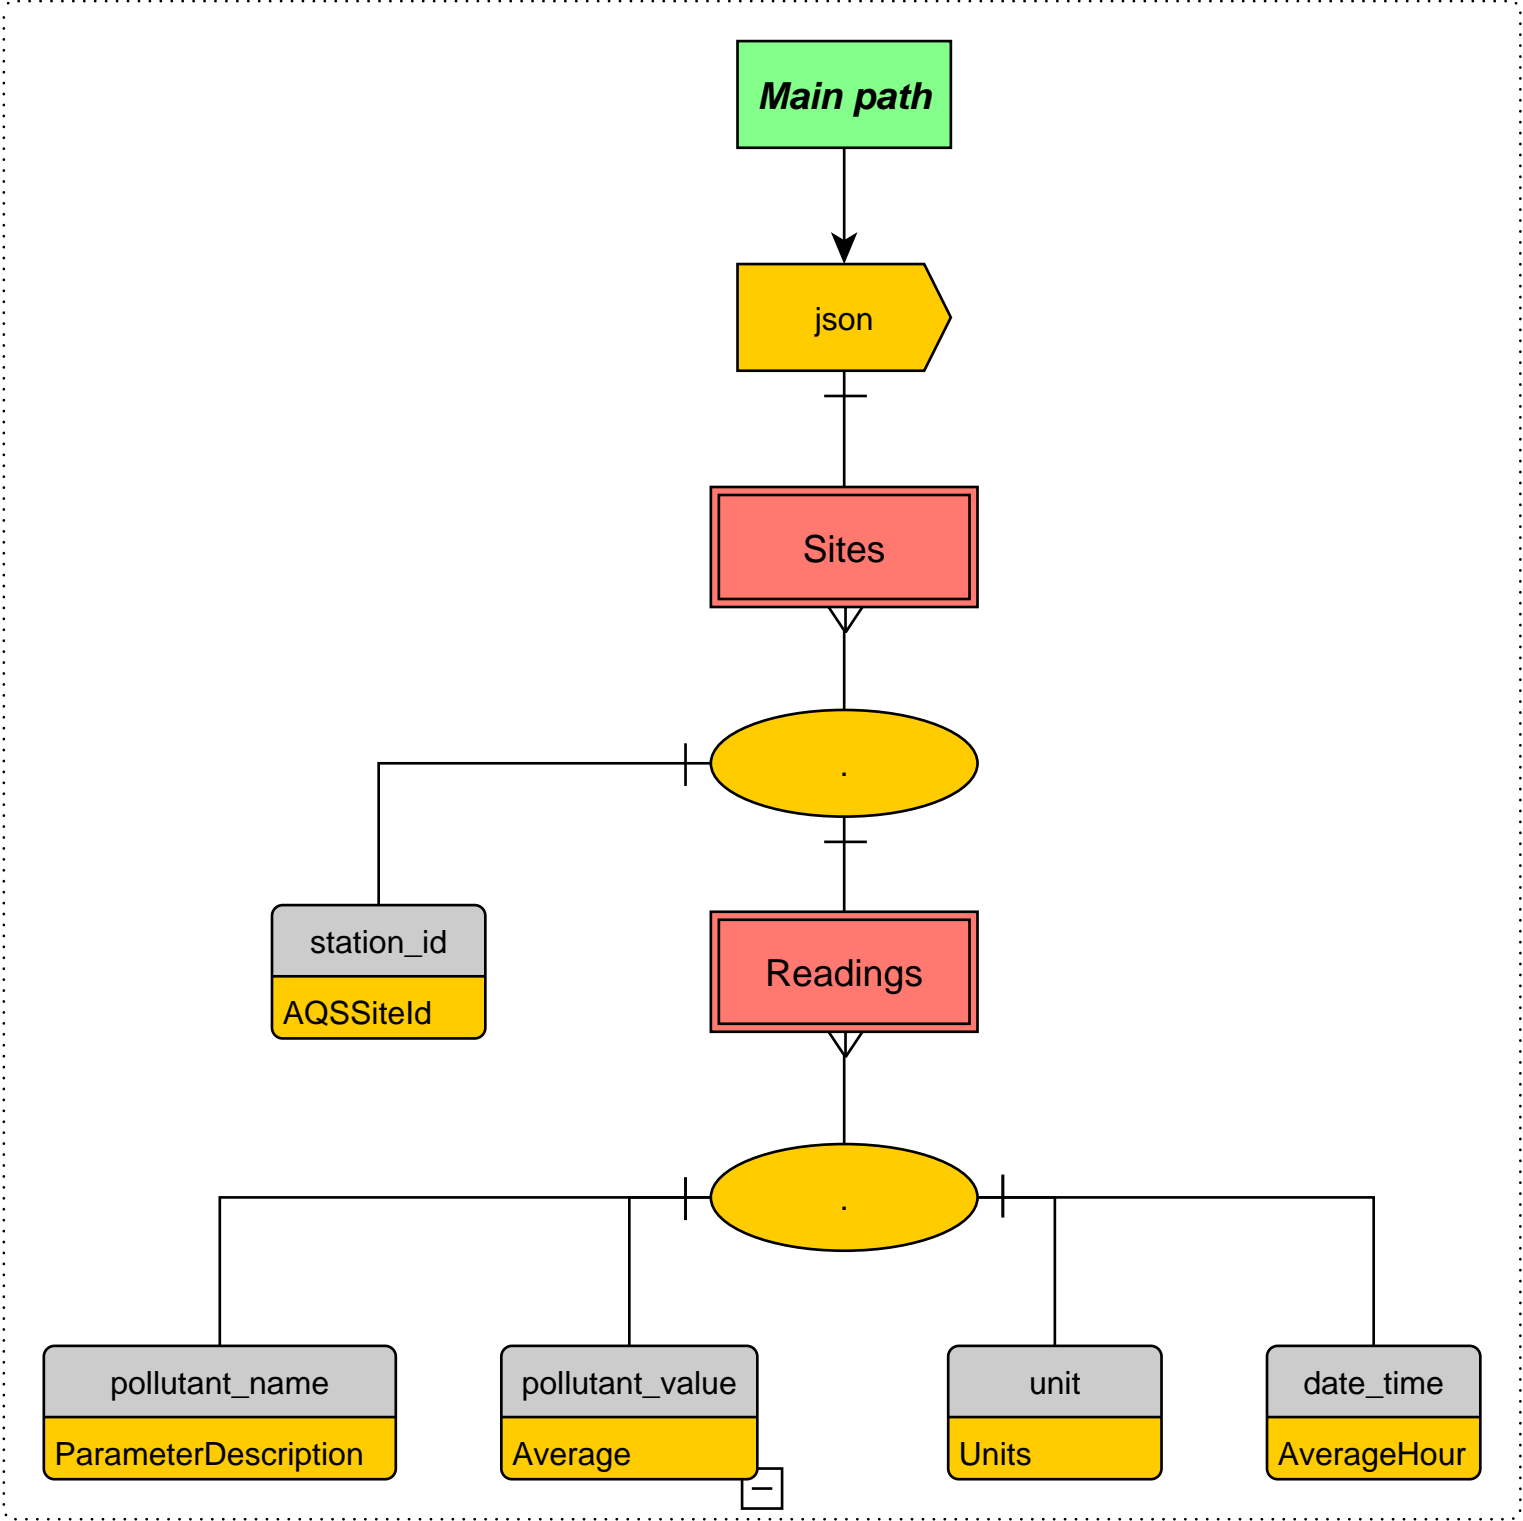 Main path
json
Sites
.
station_id
AQSSiteId
Readings
.
pollutant_name
ParameterDescription
pollutant_value
Average
unit
Units
date_time
AverageHour